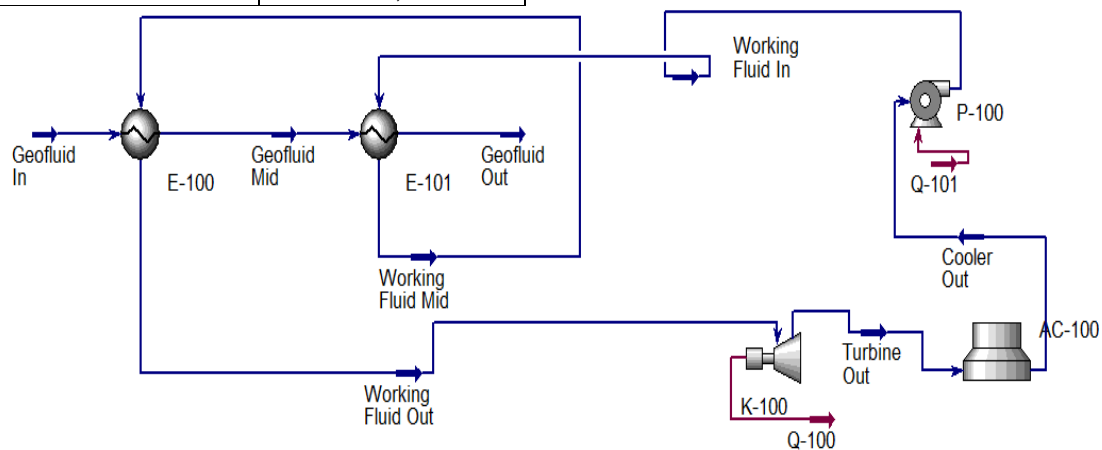 Working
Fluid In
P-100
Geofluid
In
E-100
Geofluid
Mid
E-101
Geofluid
Out
Q-101
Working
Fluid Mid
Cooler
Out
AC-100
Turbine
Out
Working
Fluid Out
K-100
Q-100